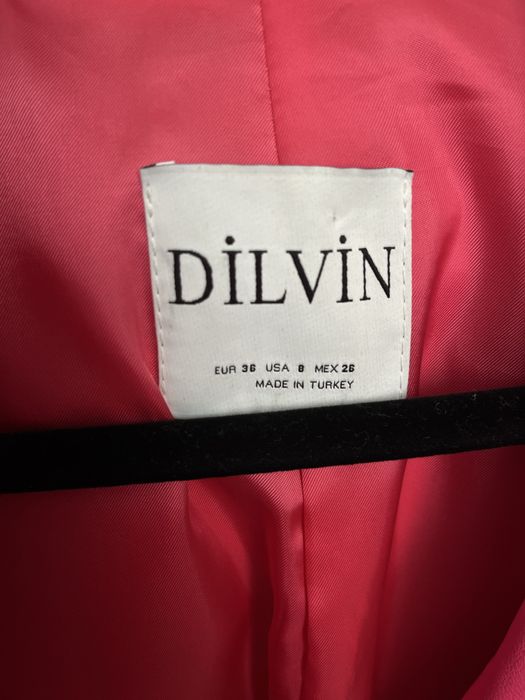 DİLVİN
EUR 36 USA 8 MEX 26
MADE IN TURKEY